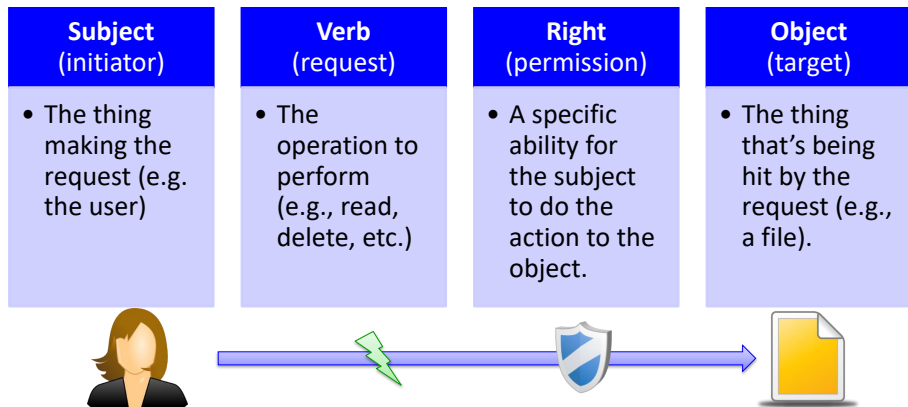 Subject
(initiator)
• The thing
making the
request (e.g.
the user)
Verb
(request)
• The
operation to
perform
(e.g., read,
delete, etc.)
Right
(permission)
• A specific
ability for
the subject
to do the
action to the
object.
Object
(target)
• The thing
that’s being
hit by the
request (e.g.,
a file).